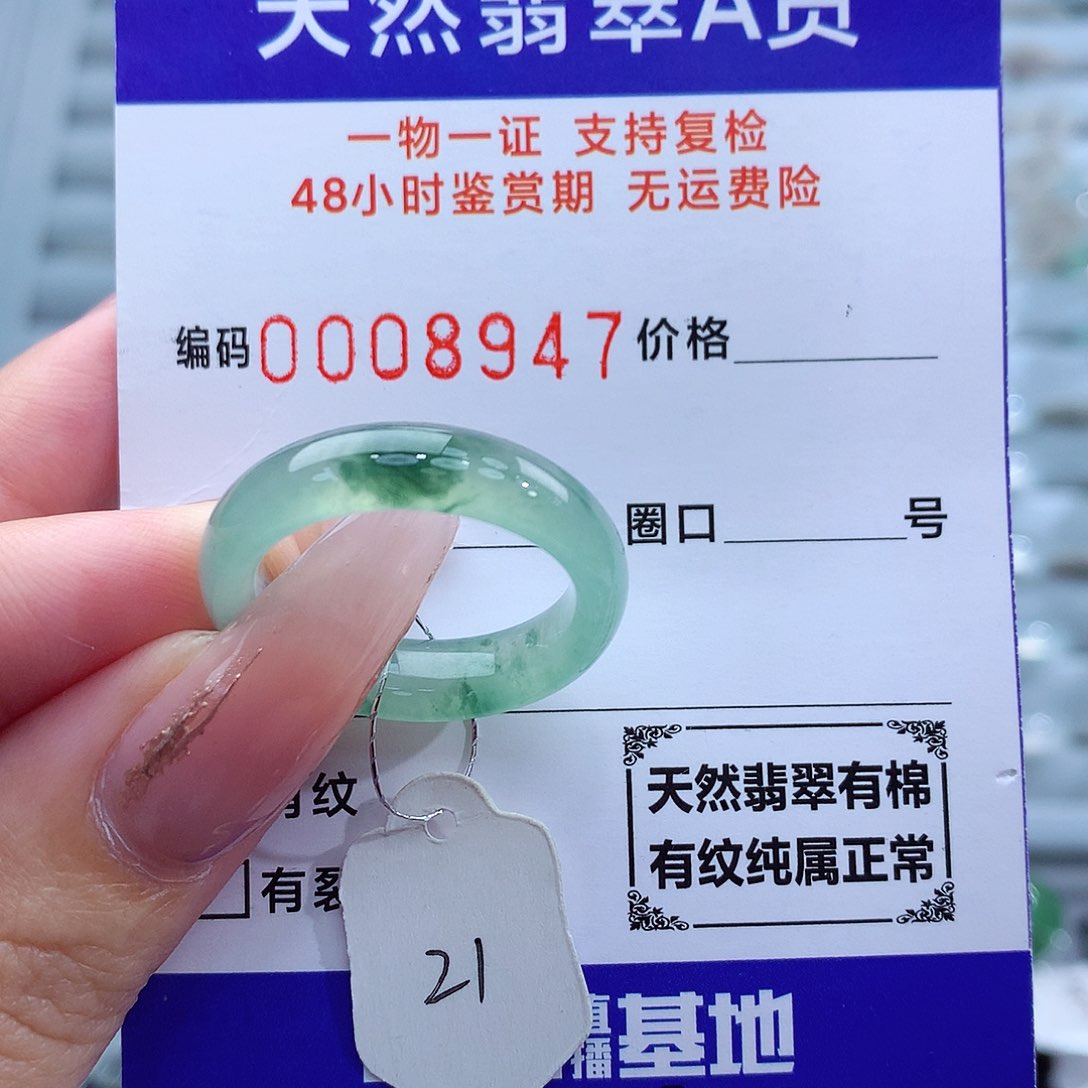 天然翡翠A货
一物一证 支持复检
48小时鉴赏期 无运费险
编码0008947价格
圈口 号
有纹
有裂
天然翡翠有棉
有纹纯属正常
21
直播基地